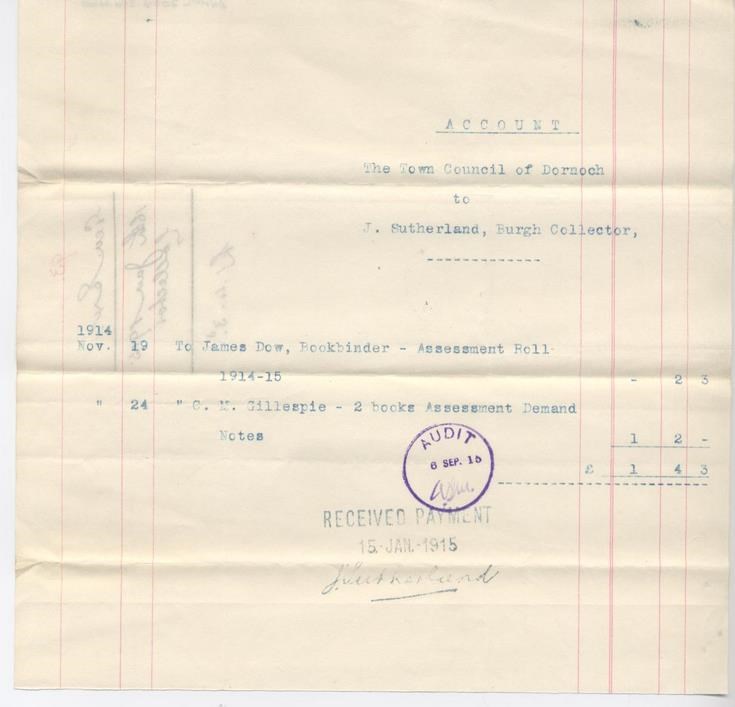 ACCOUNT
The Town Council of Dornoch
to
J. Sutherland, Burgh Collector,
1914
Nov. 19 To James Dow, Bookbinder - Assessment Roll
1914-15 - 2 3
" 24 " C. M. Gillespie - 2 books Assessment Demand
Notes 1 2 -
£ 1 4 3
AUDIT
6 SEP. 15
RECEIVED PAYMENT
15.-JAN.-1915
J. Sutherland